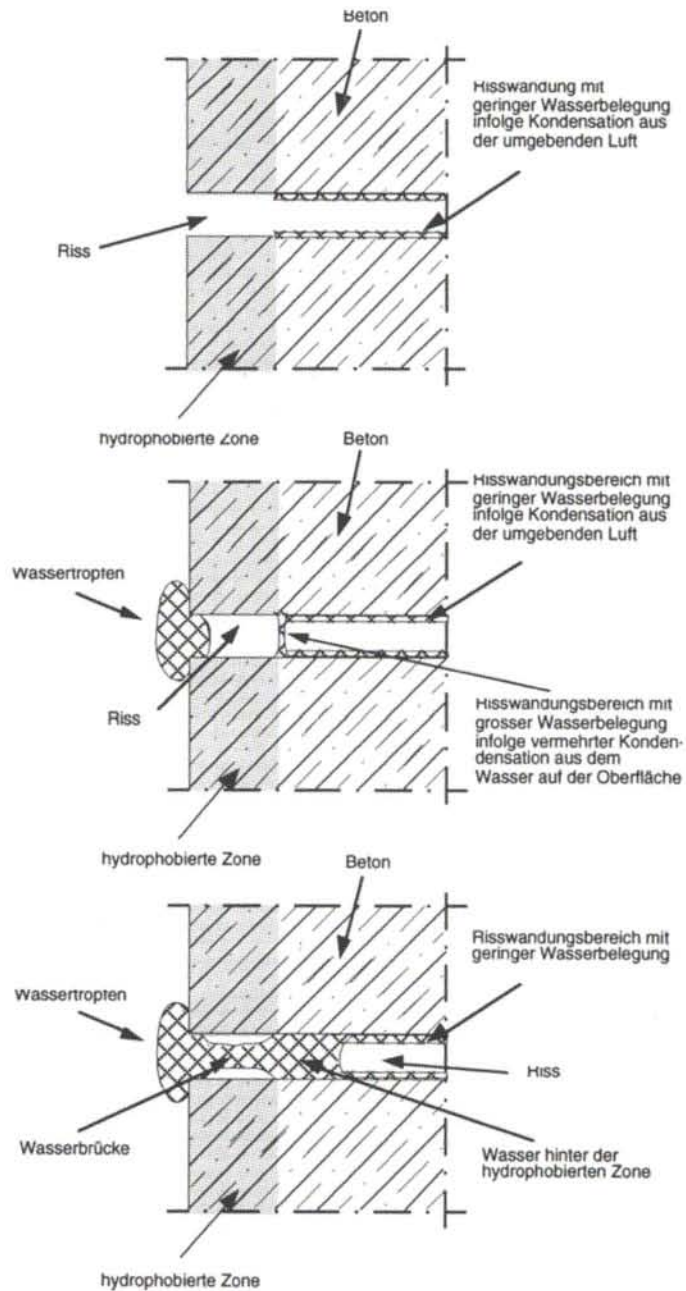 Beton
Risswandung mit
geringer Wasserbelegung
infolge Kondensation aus
der umgebenden Luft
Riss
hydrophobierte Zone
Beton
Risswandungsbereich mit
geringer Wasserbelegung
infolge Kondensation aus
der umgebenden Luft
Wassertropfen
Riss
Risswandungsbereich mit
grosser Wasserbelegung
infolge vermehrter Konden-
densation aus dem
Wasser auf der Oberfläche
hydrophobierte Zone
Beton
Risswandungsbereich mit
geringer Wasserbelegung
Wassertropfen
Riss
Wasserbrücke
Wasser hinter der
hydrophobierten Zone
hydrophobierte Zone